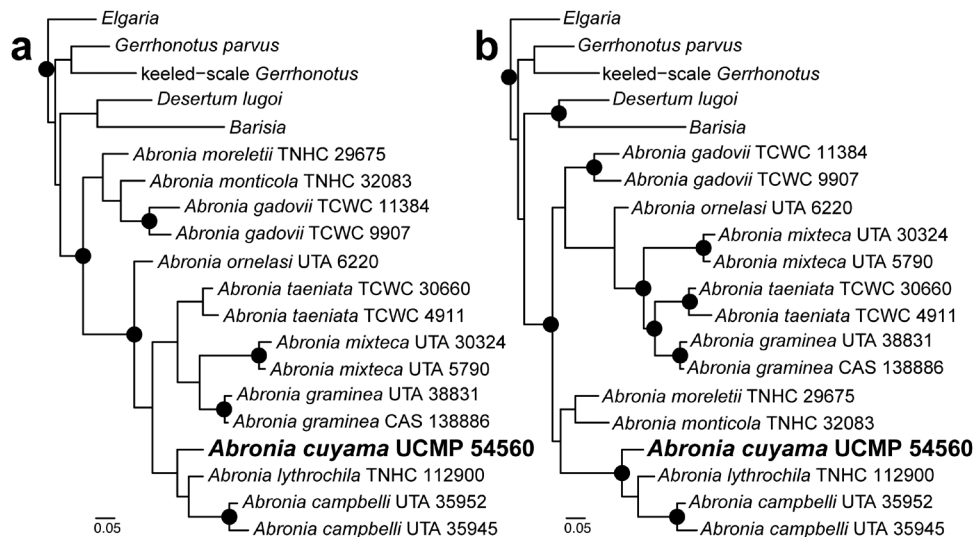 a
Elgaria
Gerrhonotus parvus
keeled–scale Gerrhonotus
Desertum lugoi
Barisia
Abronia moreletii TNHC 29675
Abronia monticola TNHC 32083
Abronia gadovii TCWC 11384
Abronia gadovii TCWC 9907
Abronia ornelasi UTA 6220
Abronia taeniata TCWC 30660
Abronia taeniata TCWC 4911
Abronia mixteca UTA 30324
Abronia mixteca UTA 5790
Abronia graminea UTA 38831
Abronia graminea CAS 138886
Abronia cuyama UCMP 54560
Abronia lythrochila TNHC 112900
Abronia campbelli UTA 35952
Abronia campbelli UTA 35945
0.05
b
Elgaria
Gerrhonotus parvus
keeled–scale Gerrhonotus
Desertum lugoi
Barisia
Abronia gadovii TCWC 11384
Abronia gadovii TCWC 9907
Abronia ornelasi UTA 6220
Abronia mixteca UTA 30324
Abronia mixteca UTA 5790
Abronia taeniata TCWC 30660
Abronia taeniata TCWC 4911
Abronia graminea UTA 38831
Abronia graminea CAS 138886
Abronia moreletii TNHC 29675
Abronia monticola TNHC 32083
Abronia cuyama UCMP 54560
Abronia lythrochila TNHC 112900
Abronia campbelli UTA 35952
Abronia campbelli UTA 35945
0.05